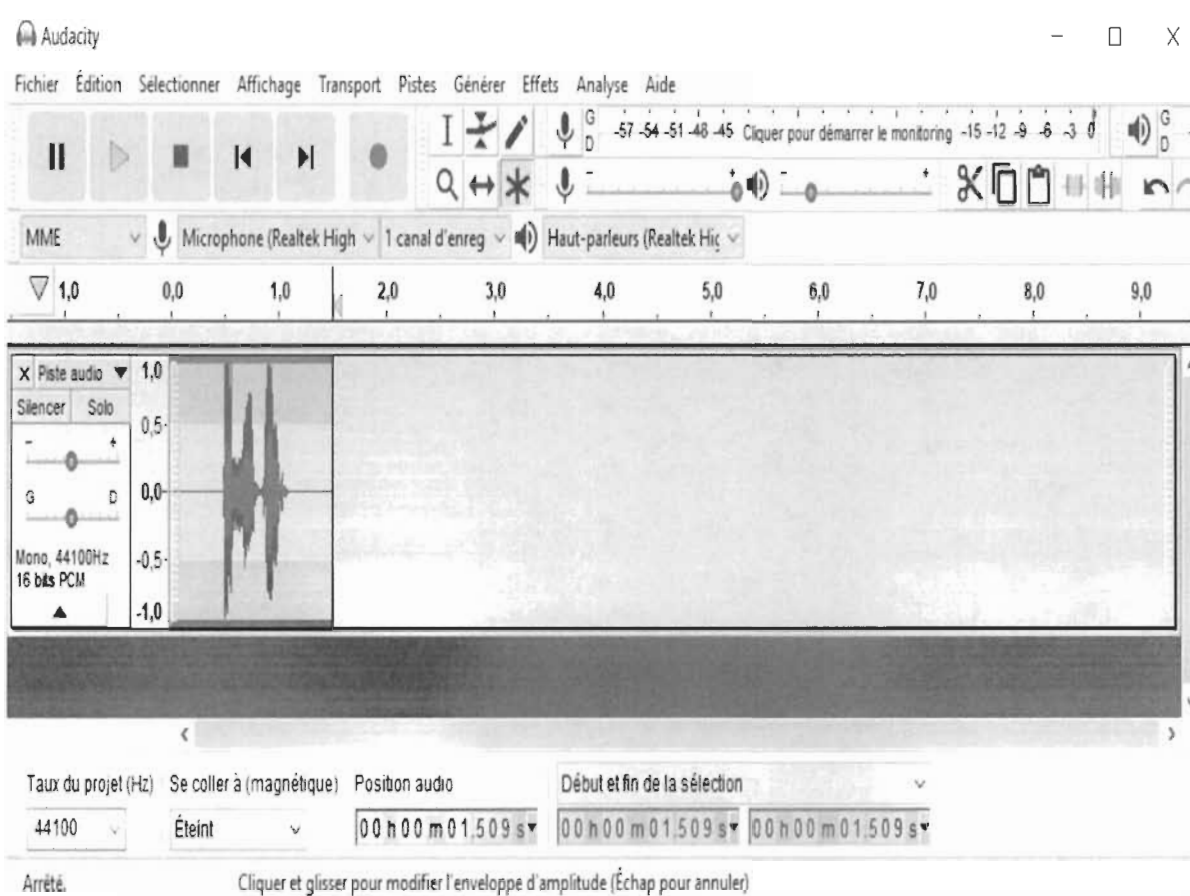 Audacity
Fichier Édition Sélectionner Affichage Transport Pistes Générer Effets Analyse Aide
G D -57 -54 -51 -48 -45 Cliquer pour démarrer le monitoring -15 -12 -9 -6 -3 0 G D
- + - +
MME Microphone (Realtek High 1 canal d'enreg Haut-parleurs (Realtek Hig
1,0 0,0 1,0 2,0 3,0 4,0 5,0 6,0 7,0 8,0 9,0
X Piste audio 1,0
Silencer Solo
0,5
- +
G D 0,0
Mono, 44100Hz -0,5
16 bits PCM
-1,0
Taux du projet (Hz) Se coller à (magnétique) Position audio Début et fin de la sélection
44100 Éteint 00 h 00 m 01.509 s 00 h 00 m 01.509 s 00 h 00 m 01.509 s
Arrêté. Cliquer et glisser pour modifier l'enveloppe d'amplitude (Échap pour annuler)